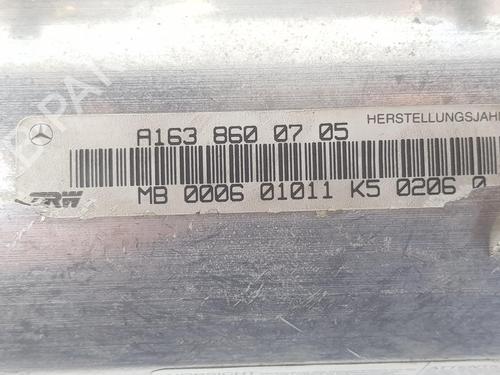 A163 860 07 05
HERSTELLUNGSJAHR
TRW
MB 0006 01011 K5 0206 0